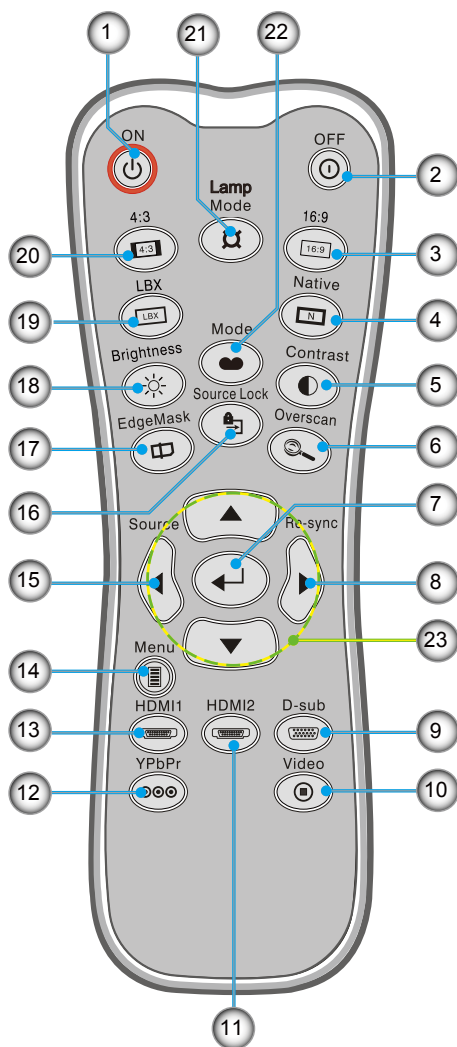 1
21
22
ON
OFF
2
Lamp
Mode
4:3
16:9
4:3
16:9
20
3
LBX
Native
LBX
N
19
4
Mode
Brightness
Contrast
18
5
Source Lock
EdgeMask
Overscan
17
6
16
7
Source
Re-sync
15
8
23
Menu
14
HDMI1
HDMI2
D-sub
13
9
YPbPr
Video
12
10
11